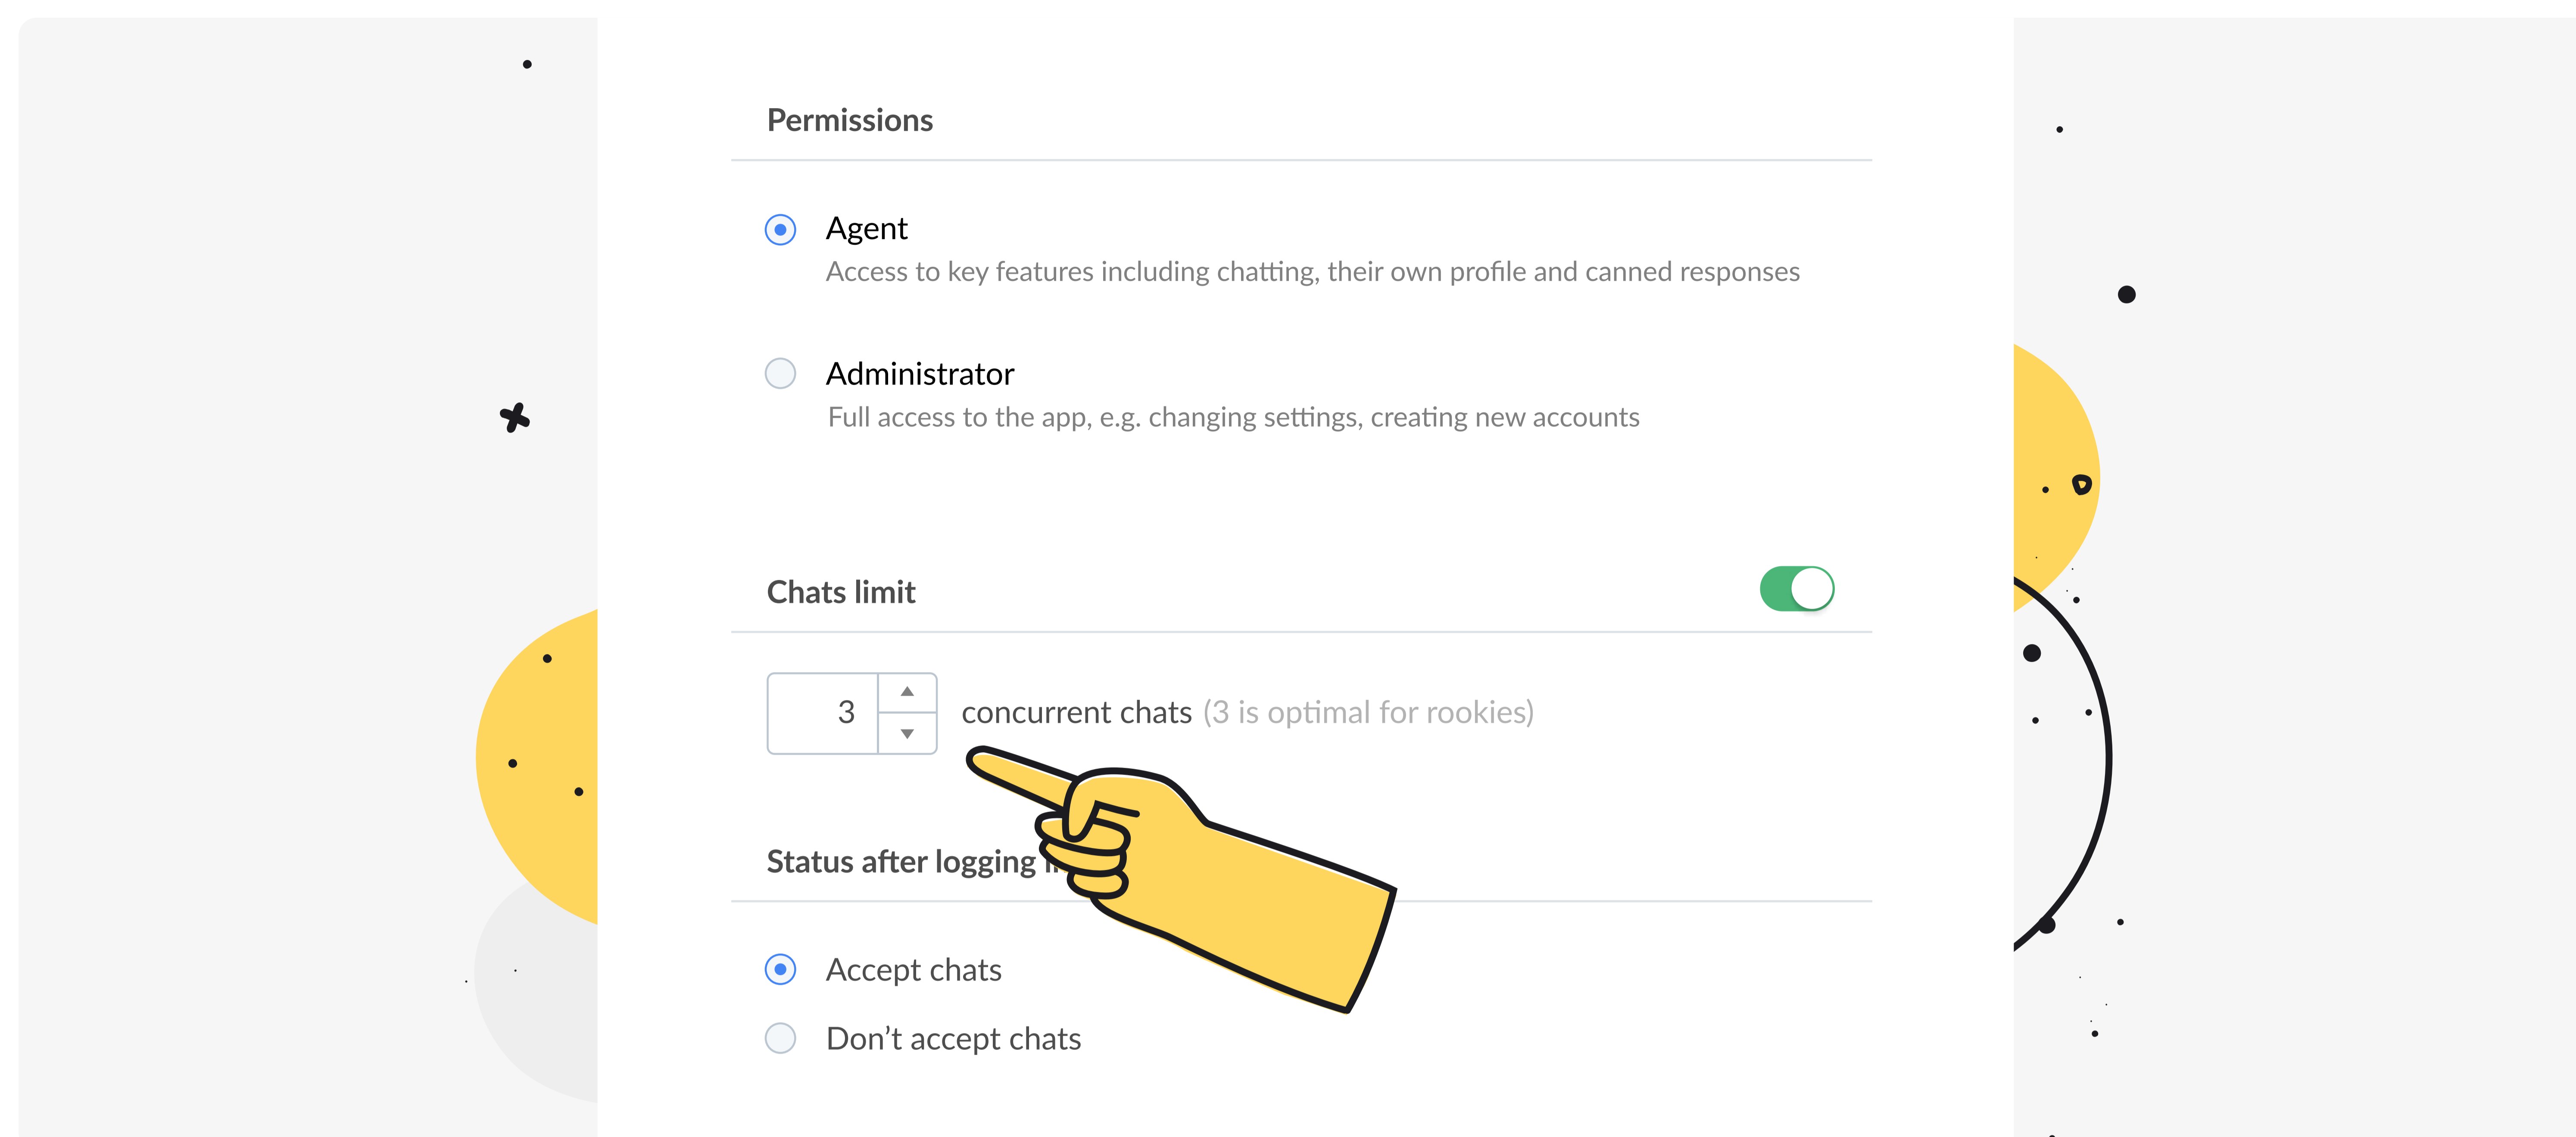 Permissions
Agent
Access to key features including chatting, their own profile and canned responses
Administrator
Full access to the app, e.g. changing settings, creating new accounts
Chats limit
3
concurrent chats (3 is optimal for rookies)
Status after logging
Accept chats
Don’t accept chats